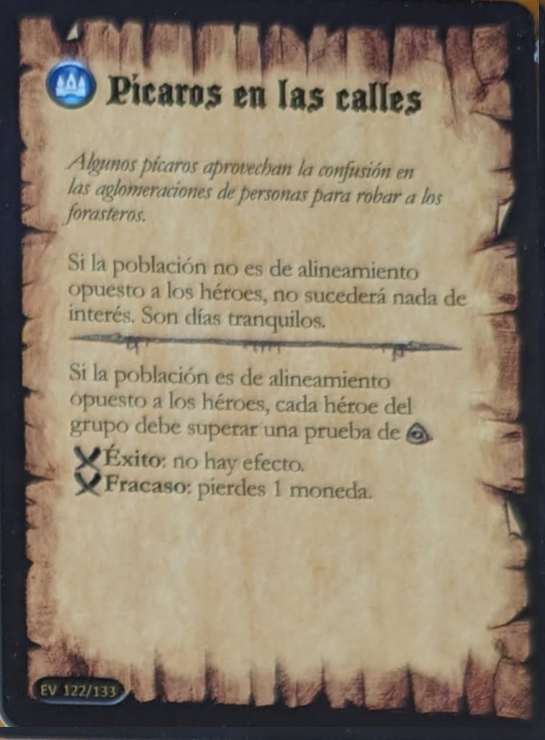 Pícaros en las calles
Algunos pícaros aprovechan la confusión en
las aglomeraciones de personas para robar a los
forasteros.
Si la población no es de alineamiento
opuesto a los héroes, no sucederá nada de
interés. Son días tranquilos.
Si la población es de alineamiento
opuesto a los héroes, cada héroe del
grupo debe superar una prueba de
Éxito: no hay efecto.
Fracaso: pierdes 1 moneda.
EV 122/133